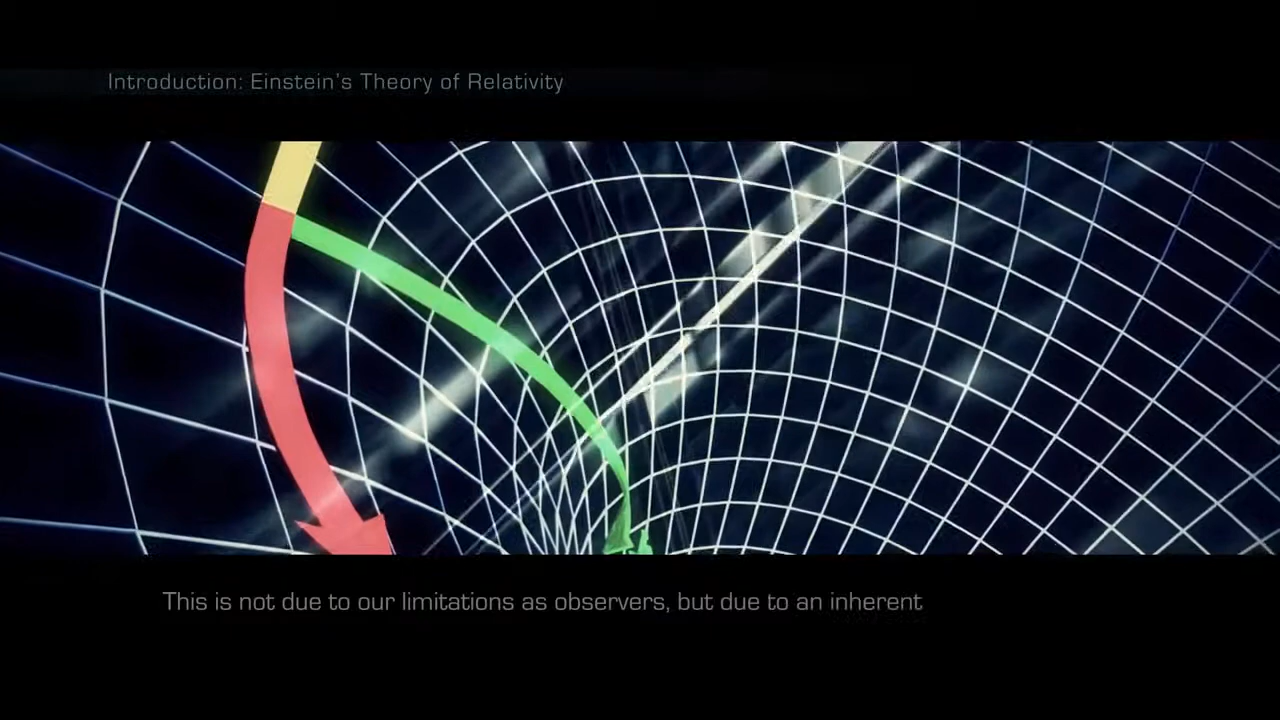 Introduction: Einstein's Theory of Relativity
This is not due to our limitations as observers, but due to an inherent